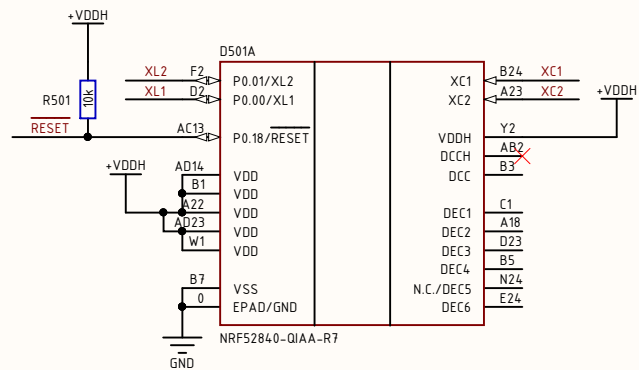 +VDDH
D501A
XL2 F2 P0.01/XL2 XC1 B24 XC1
XL1 D2 P0.00/XL1 XC2 A23 XC2
+VDDH
R501 10k
RESET AC13 P0.18/RESET VDDH Y2
DCCH AB2
+VDDH AD14 VDD DCC B3
B1 VDD
A22 VDD DEC1 C1
AD23 VDD DEC2 A18
W1 VDD DEC3 D23
DEC4 B5
B7 VSS N.C./DEC5 N24
0 EPAD/GND DEC6 E24
NRF52840-QIAA-R7
GND